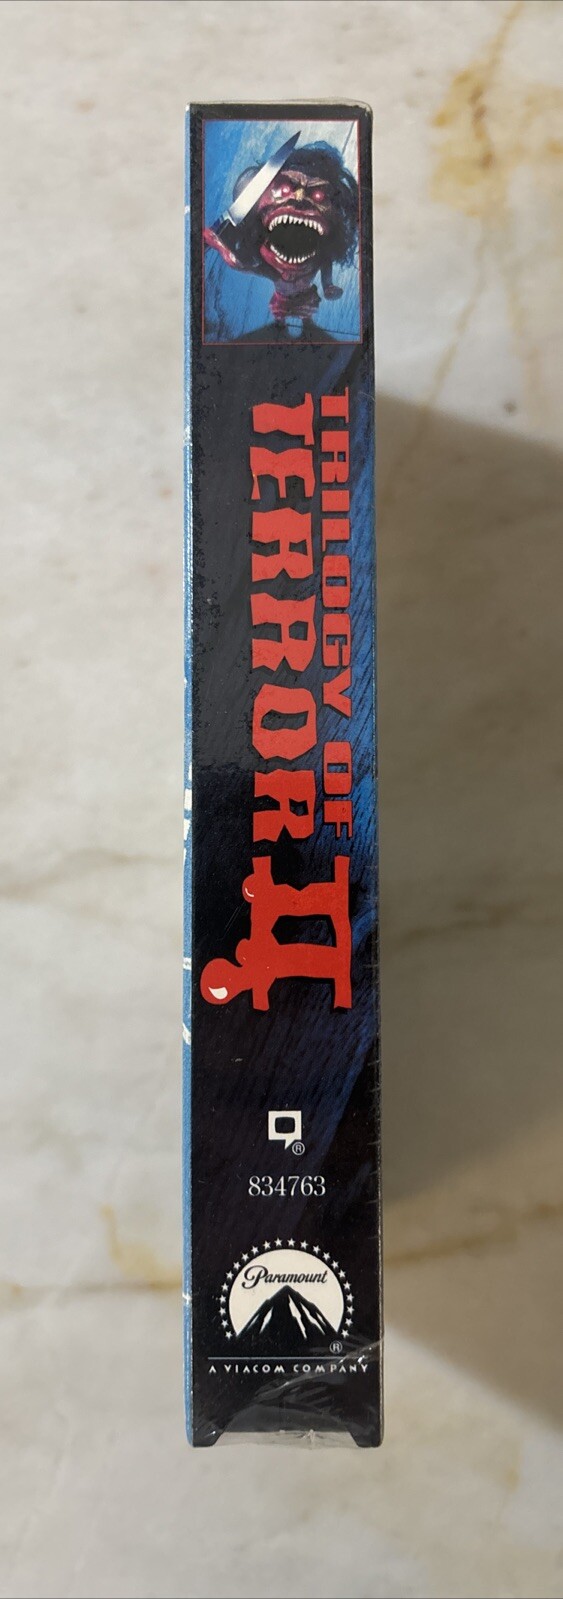 TRILOGY OF
TERROR II
®
834763
Paramount
®
A VIACOM COMPANY